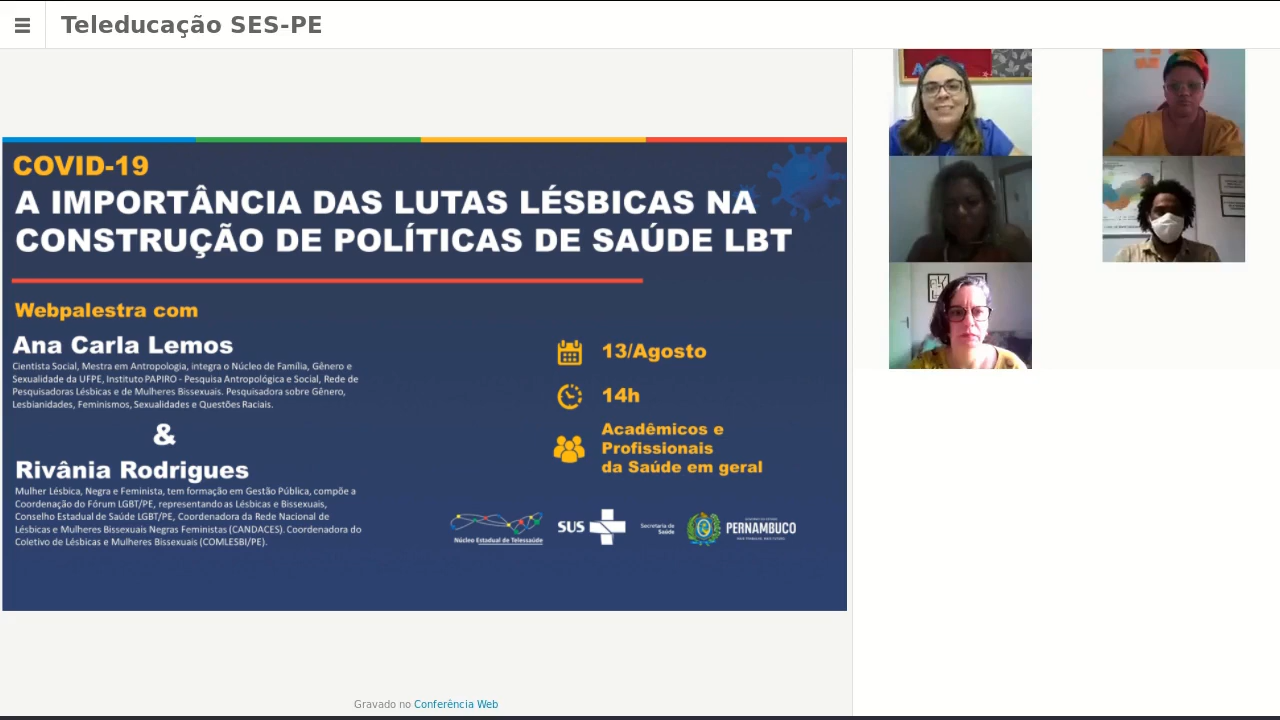 Teleducação SES-PE
COVID-19
A IMPORTÂNCIA DAS LUTAS LÉSBICAS NA
CONSTRUÇÃO DE POLÍTICAS DE SAÚDE LBT
Webpalestra com
Ana Carla Lemos
Cientista Social, Mestra em Antropologia, integra o Núcleo de Família, Gênero e
Sexualidade da UFPE, Instituto PAPIRO - Pesquisa Antropológica e Social, Rede de
Pesquisadoras Lésbicas e de Mulheres Bissexuais. Pesquisadora sobre Gênero,
Lesbianidades, Feminismos, Sexualidades e Questões Raciais.
&
Rivânia Rodrigues
Mulher Lésbica, Negra e Feminista, tem formação em Gestão Pública, compõe a
Coordenação do Fórum LGBT/PE, representando as Lésbicas e Bissexuais,
Conselho Estadual de Saúde LGBT/PE, Coordenadora da Rede Nacional de
Lésbicas e Mulheres Bissexuais Negras Feministas (CANDACES). Coordenadora do
Coletivo de Lésbicas e Mulheres Bissexuais (COMLESBI/PE).
13/Agosto
14h
Acadêmicos e
Profissionais
da Saúde em geral
Núcleo Estadual de Telessaúde
SUS
Secretaria de
Saúde
PERNAMBUCO
Gravado no Conferência Web